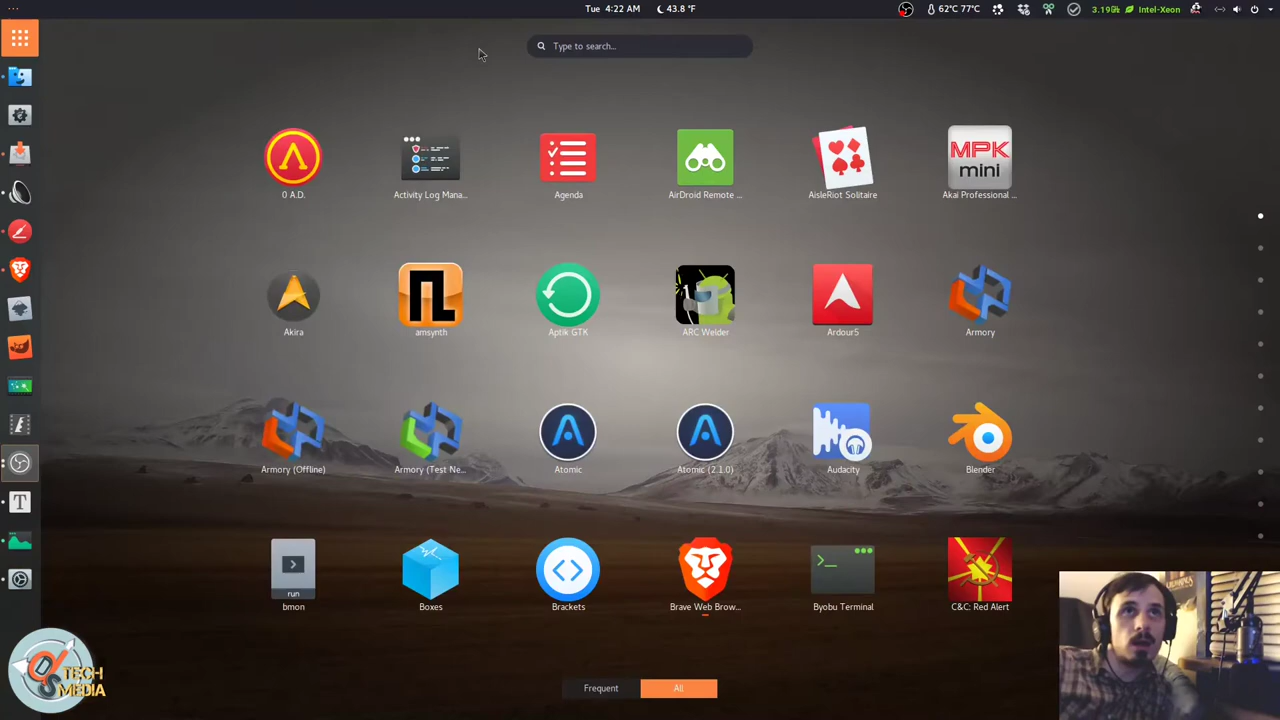 Tue 4:22 AM
43.8 °F
62°C 77°C
3.19
Intel-Xeon
Type to search...
0 A.D.
Activity Log Mana...
Agenda
AirDroid Remote ...
AisleRiot Solitaire
MPK
mini
Akai Professional ...
Akira
amsynth
Aptik GTK
ARC Welder
Ardour5
Armory
Armory (Offline)
Armory (Test Ne...
Atomic
Atomic (2.1.0)
Audacity
Blender
run
bmon
Boxes
Brackets
Brave Web Brow...
Byobu Terminal
C&C: Red Alert
TECH
MEDIA
Frequent
All